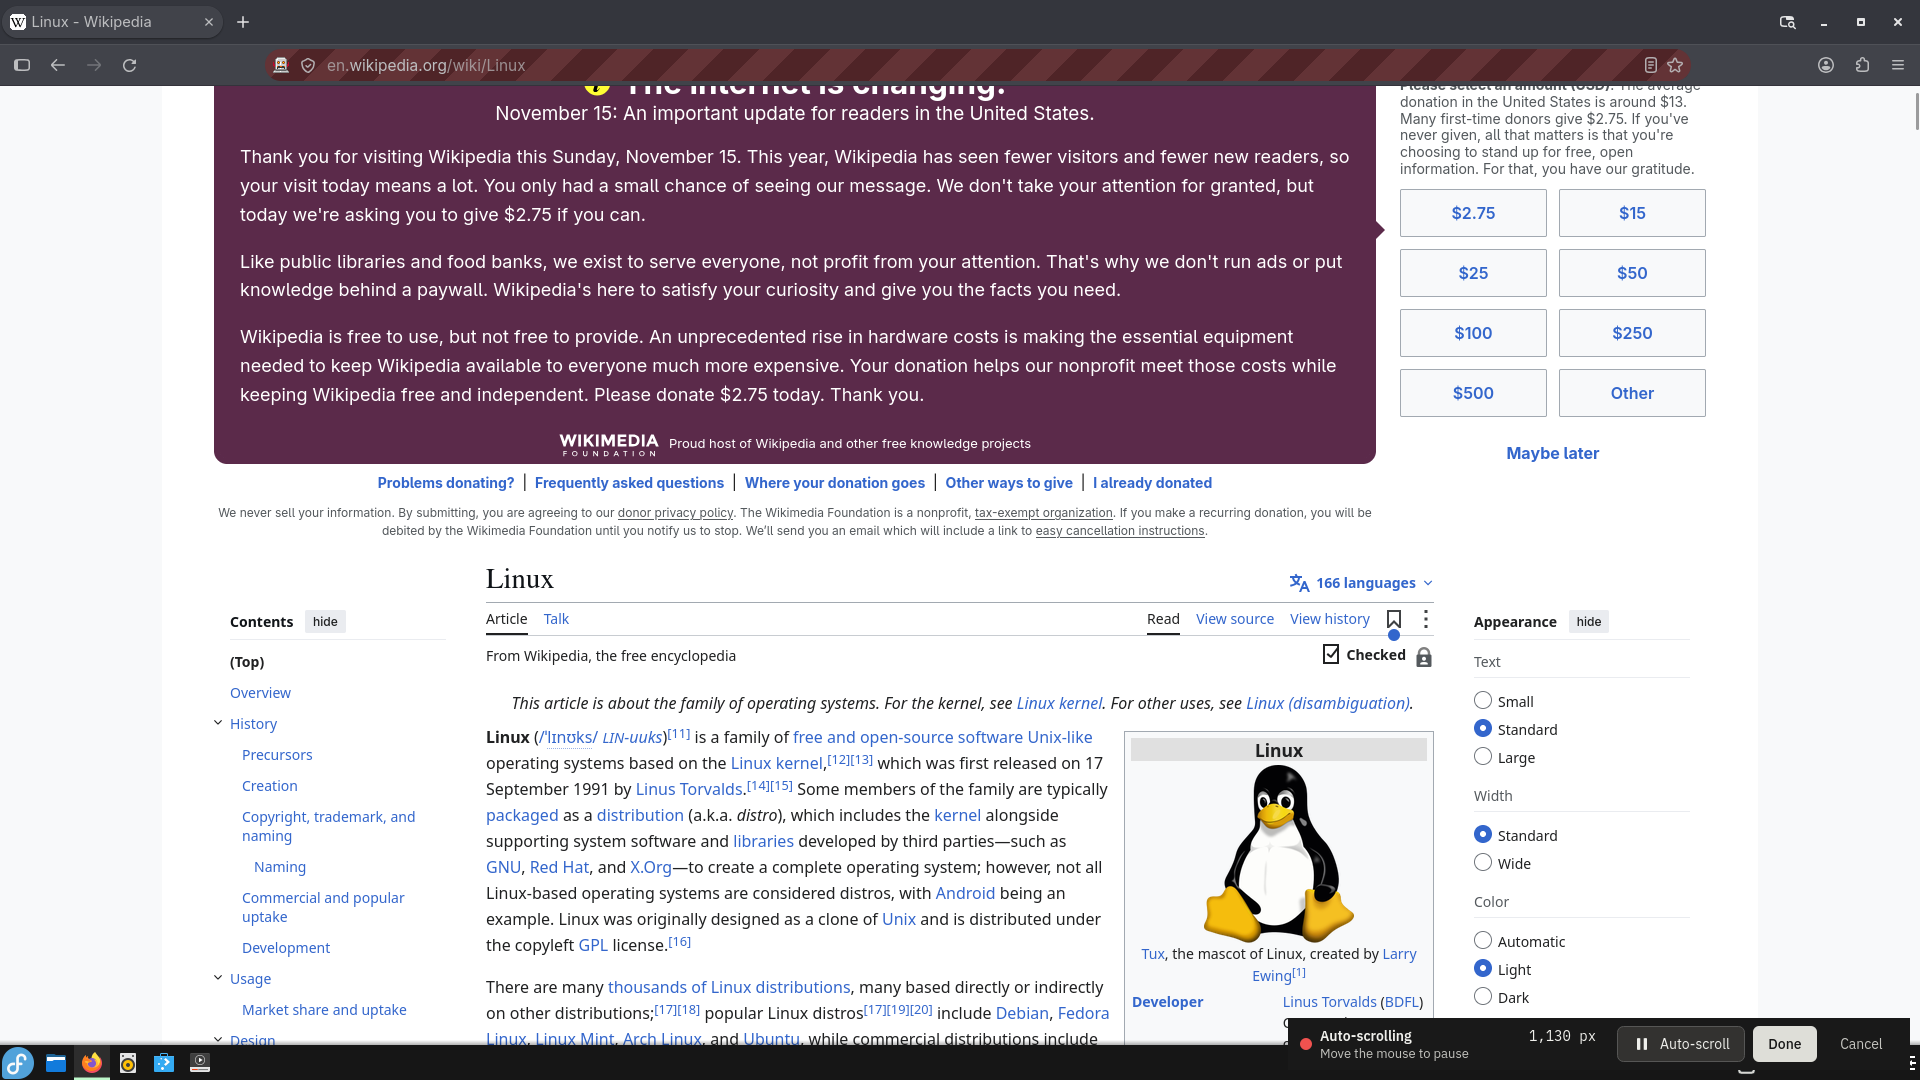 Linux - Wikipedia
en.wikipedia.org/wiki/Linux
The internet is changing.
November 15: An important update for readers in the United States.
Thank you for visiting Wikipedia this Sunday, November 15. This year, Wikipedia has seen fewer visitors and fewer new readers, so
your visit today means a lot. You only had a small chance of seeing our message. We don't take your attention for granted, but
today we're asking you to give $2.75 if you can.
Like public libraries and food banks, we exist to serve everyone, not profit from your attention. That's why we don't run ads or put
knowledge behind a paywall. Wikipedia's here to satisfy your curiosity and give you the facts you need.
Wikipedia is free to use, but not free to provide. An unprecedented rise in hardware costs is making the essential equipment
needed to keep Wikipedia available to everyone much more expensive. Your donation helps our nonprofit meet those costs while
keeping Wikipedia free and independent. Please donate $2.75 today. Thank you.
WIKIMEDIA
FOUNDATION
Proud host of Wikipedia and other free knowledge projects
Please select an amount (USD). The average
donation in the United States is around $13.
Many first-time donors give $2.75. If you've
never given, all that matters is that you're
choosing to stand up for free, open
information. For that, you have our gratitude.
$2.75 $15
$25 $50
$100 $250
$500 Other
Maybe later
Problems donating? | Frequently asked questions | Where your donation goes | Other ways to give | I already donated
We never sell your information. By submitting, you are agreeing to our donor privacy policy. The Wikimedia Foundation is a nonprofit, tax-exempt organization. If you make a recurring donation, you will be
debited by the Wikimedia Foundation until you notify us to stop. We'll send you an email which will include a link to easy cancellation instructions.
Contents hide
(Top)
Overview
History
Precursors
Creation
Copyright, trademark, and
naming
Naming
Commercial and popular
uptake
Development
Usage
Market share and uptake
Design
Linux
166 languages
Article Talk Read View source View history
From Wikipedia, the free encyclopedia
Checked
This article is about the family of operating systems. For the kernel, see Linux kernel. For other uses, see Linux (disambiguation).
Linux (/ˈlɪnʊks/ LIN-uuks)[11] is a family of free and open-source software Unix-like
operating systems based on the Linux kernel,[12][13] which was first released on 17
September 1991 by Linus Torvalds.[14][15] Some members of the family are typically
packaged as a distribution (a.k.a. distro), which includes the kernel alongside
supporting system software and libraries developed by third parties—such as
GNU, Red Hat, and X.Org—to create a complete operating system; however, not all
Linux-based operating systems are considered distros, with Android being an
example. Linux was originally designed as a clone of Unix and is distributed under
the copyleft GPL license.[16]
There are many thousands of Linux distributions, many based directly or indirectly
on other distributions;[17][18] popular Linux distros[17][19][20] include Debian, Fedora
Linux, Linux Mint, Arch Linux, and Ubuntu, while commercial distributions include
Linux
Tux, the mascot of Linux, created by Larry
Ewing[1]
Developer Linus Torvalds (BDFL)
Appearance hide
Text
Small
Standard
Large
Width
Standard
Wide
Color
Automatic
Light
Dark
Auto-scrolling
Move the mouse to pause
1,130 px
Auto-scroll
Done
Cancel